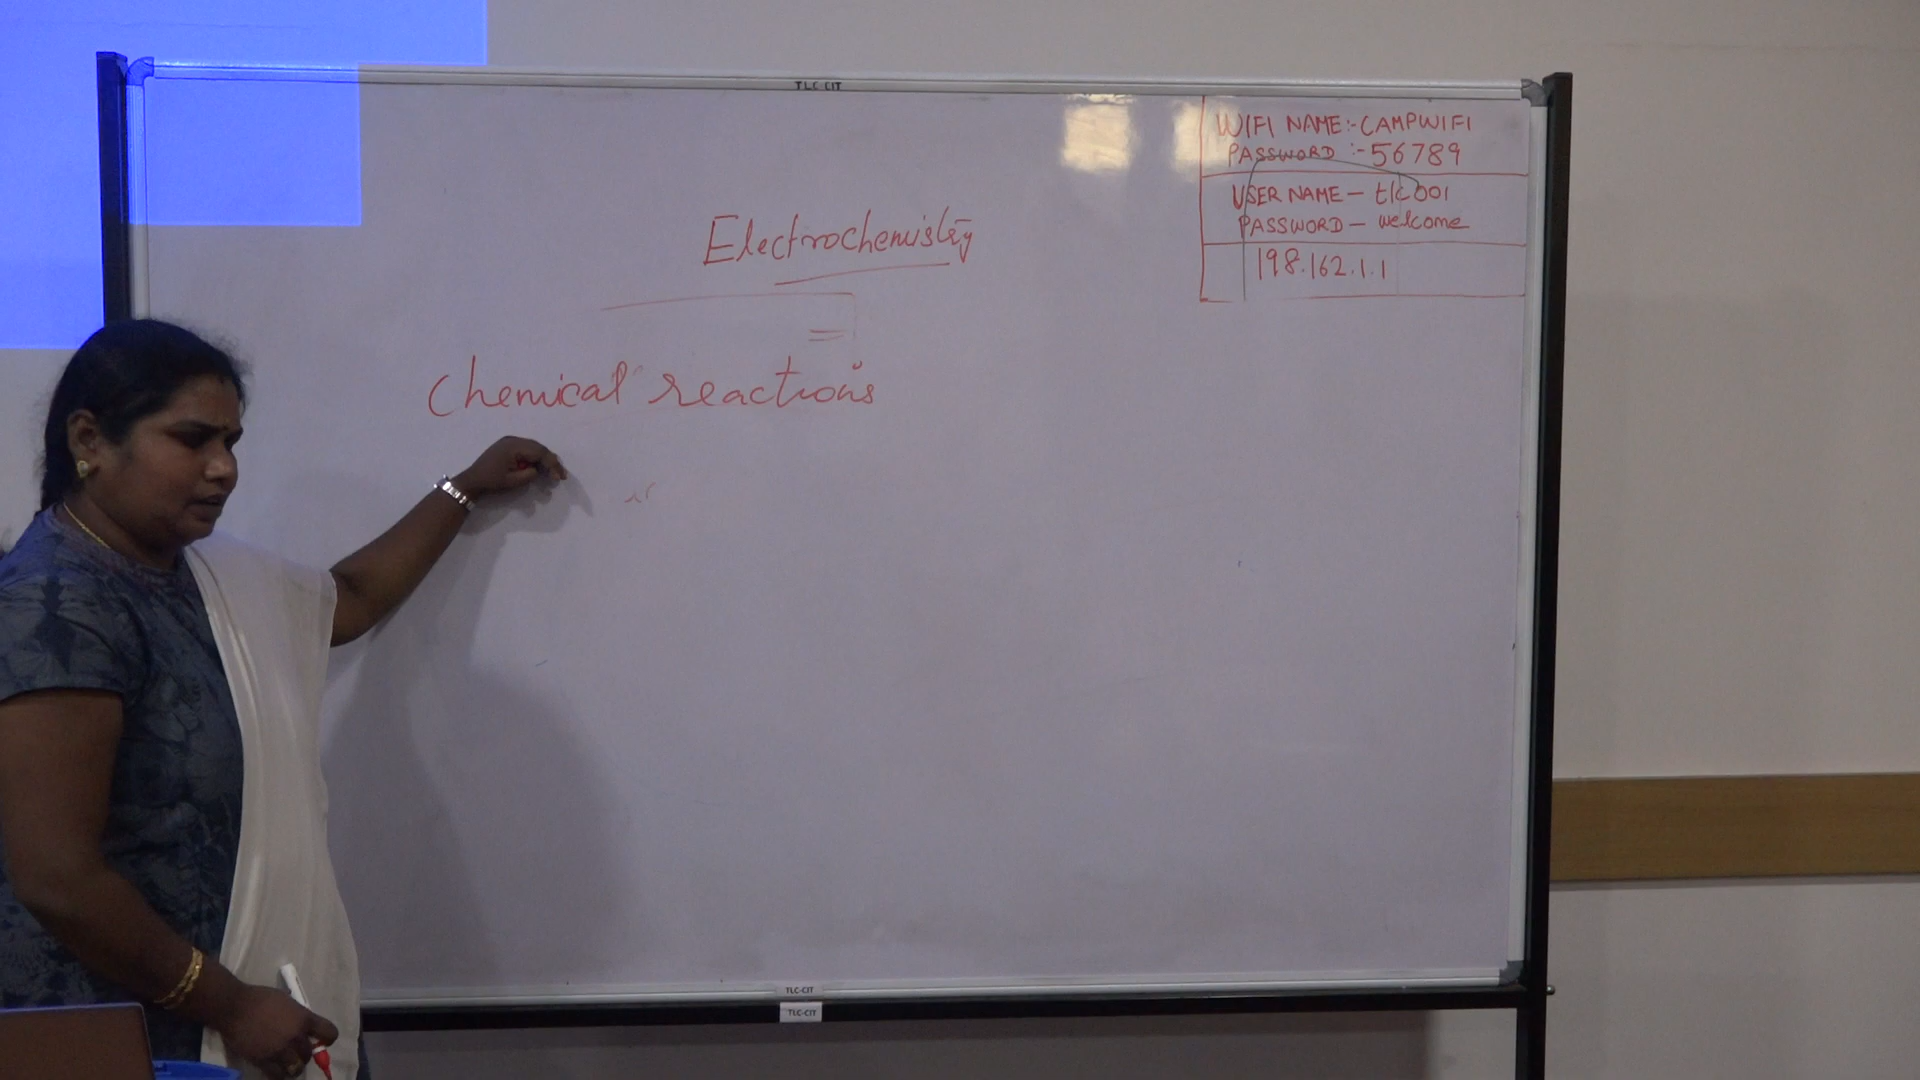 TLC-CIT
WIFI NAME:-CAMPWIFI
PASSWORD :-56789
USER NAME - tlc001
PASSWORD - welcome
198.162.1.1
Electrochemistry
chemical reactions
TLC-CIT
TLC-CIT